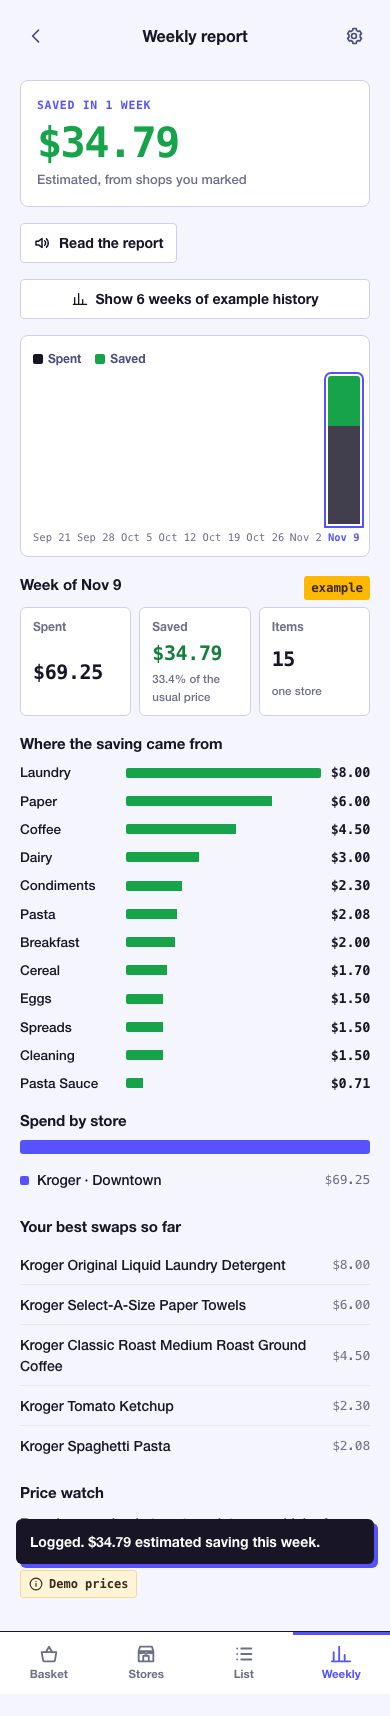 Weekly report
SAVED IN 1 WEEK
$34.79
Estimated, from shops you marked
Read the report
Show 6 weeks of example history
Spent Saved
Sep 21 Sep 28 Oct 5 Oct 12 Oct 19 Oct 26 Nov 2 Nov 9
Week of Nov 9 example
Spent
$69.25
Saved
$34.79
33.4% of the
usual price
Items
15
one store
Where the saving came from
Laundry $8.00
Paper $6.00
Coffee $4.50
Dairy $3.00
Condiments $2.30
Pasta $2.08
Breakfast $2.00
Cereal $1.70
Eggs $1.50
Spreads $1.50
Cleaning $1.50
Pasta Sauce $0.71
Spend by store
Kroger · Downtown $69.25
Your best swaps so far
Kroger Original Liquid Laundry Detergent $8.00
Kroger Select-A-Size Paper Towels $6.00
Kroger Classic Roast Medium Roast Ground
Coffee $4.50
Kroger Tomato Ketchup $2.30
Kroger Spaghetti Pasta $2.08
Price watch
Logged. $34.79 estimated saving this week.
Demo prices
Basket Stores List Weekly